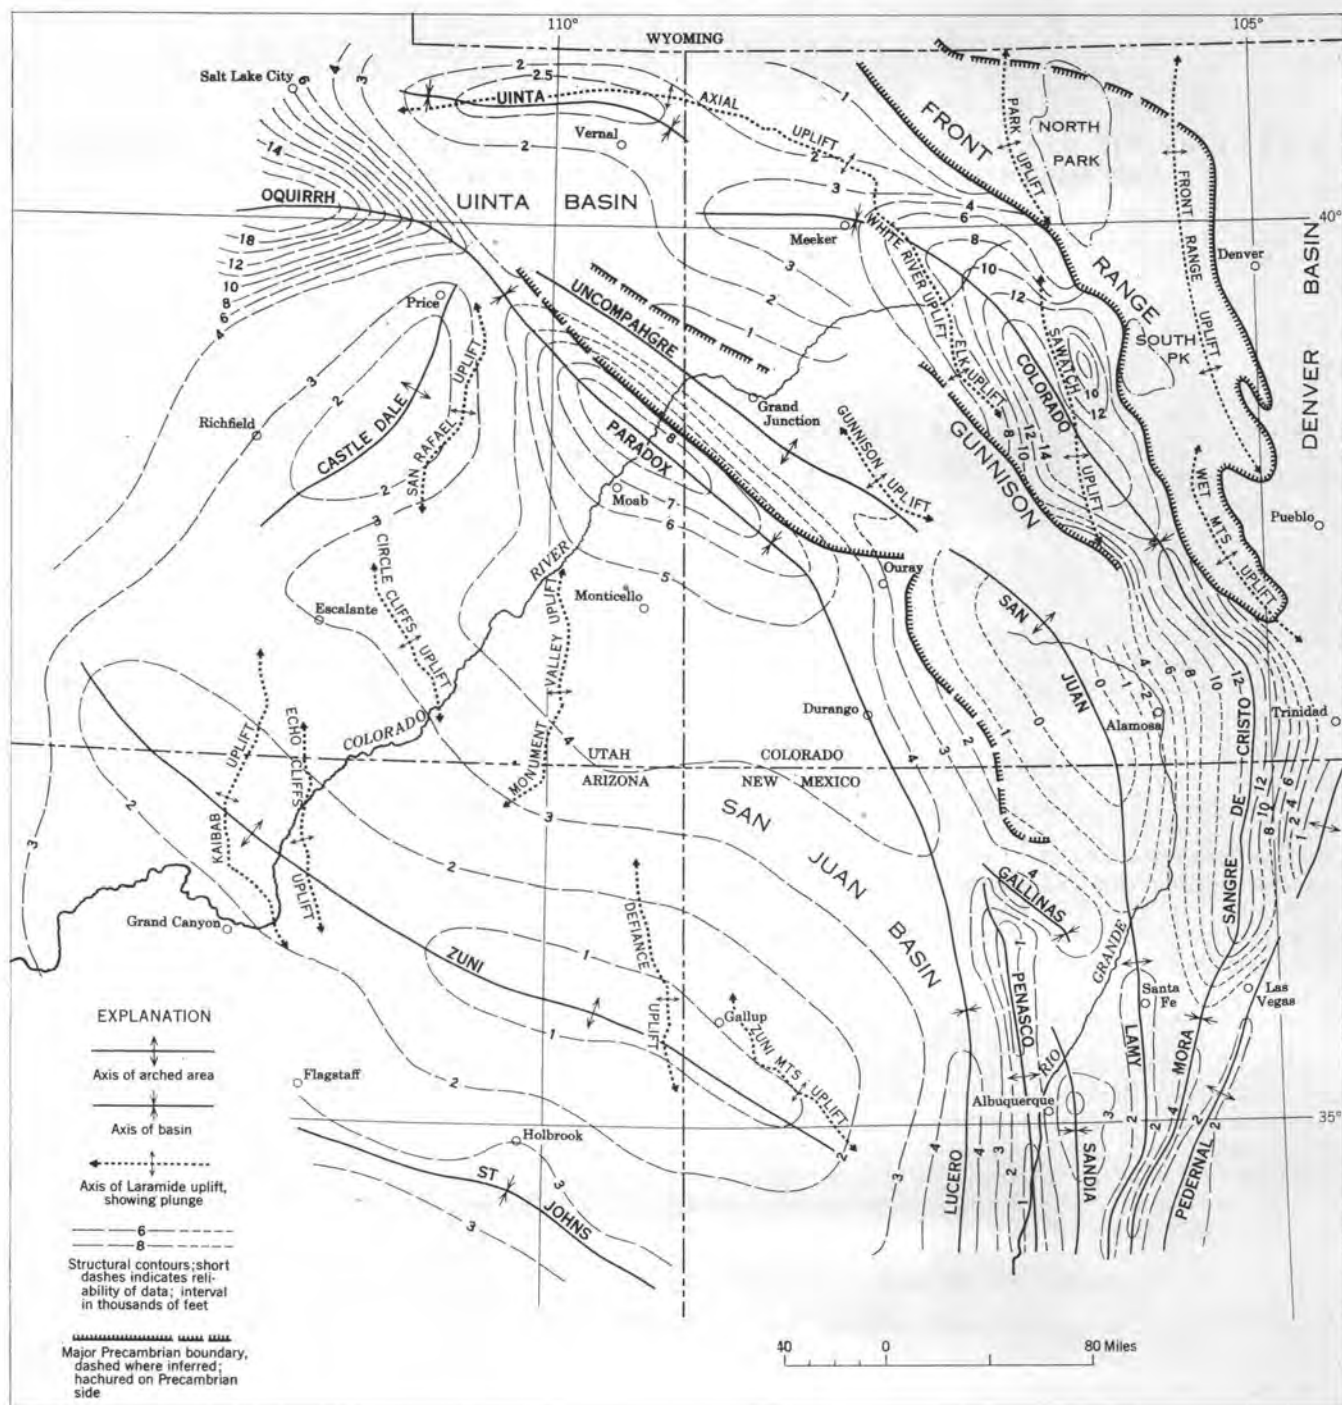 110°
105°
WYOMING
Salt Lake City
UINTA
AXIAL
UPLIFT
Vernal
FRONT
RANGE
PARK
UPLIFT
NORTH
PARK
FRONT
RANGE
UPLIFT
OQUIRRH
UINTA BASIN
40°
Meeker
WHITE RIVER UPLIFT
Denver
DENVER BASIN
Price
UNCOMPAHGRE
SAWATCH
UPLIFT
SOUTH
PK
ELK UPLIFT
COLORADO
CASTLE DALE
SAN RAFAEL
UPLIFT
Richfield
PARADOX
Grand
Junction
GUNNISON
UPLIFT
GUNNISON
WET
MTS
UPLIFT
Moab
Pueblo
CIRCLE CLIFFS
UPLIFT
RIVER
Ouray
Monticello
Escalante
SAN
JUAN
MONUMENT
VALLEY UPLIFT
KAIBAB
UPLIFT
ECHO CLIFFS
UPLIFT
COLORADO
Durango
Alamosa
SANGRE
DE
CRISTO
Trinidad
UTAH
COLORADO
ARIZONA
NEW MEXICO
SAN
JUAN
BASIN
GALLINAS
Grand Canyon
ZUNI
DEFIANCE
UPLIFT
Gallup
ZUNI MTS UPLIFT
PENASCO
RIO
GRANDE
Santa
Fe
Las
Vegas
LAMY
MORA
Flagstaff
Albuquerque
35°
Holbrook
ST
JOHNS
LUCERO
SANDIA
PEDERNAL
EXPLANATION
Axis of arched area
Axis of basin
Axis of Laramide uplift,
showing plunge
6
8
Structural contours; short
dashes indicates reli-
ability of data; interval
in thousands of feet
Major Precambrian boundary,
dashed where inferred;
hachured on Precambrian
side
40 0 80 Miles